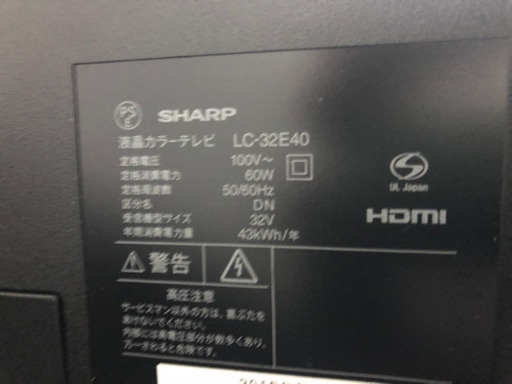 PS
E
SHARP
液晶カラーテレビ LC-32E40
定格電圧 100V～
定格消費電力 60W
定格周波数 50/60Hz
区分名 DN
受信機型サイズ 32V
年間消費電力量 43kWh/年
S
UL Japan
HDMI
警告
高圧注意
サービスマン以外の方は、裏ぶたを
あけないでください。
内部には高電圧部分が数多くあり、
万一さわると危険です。